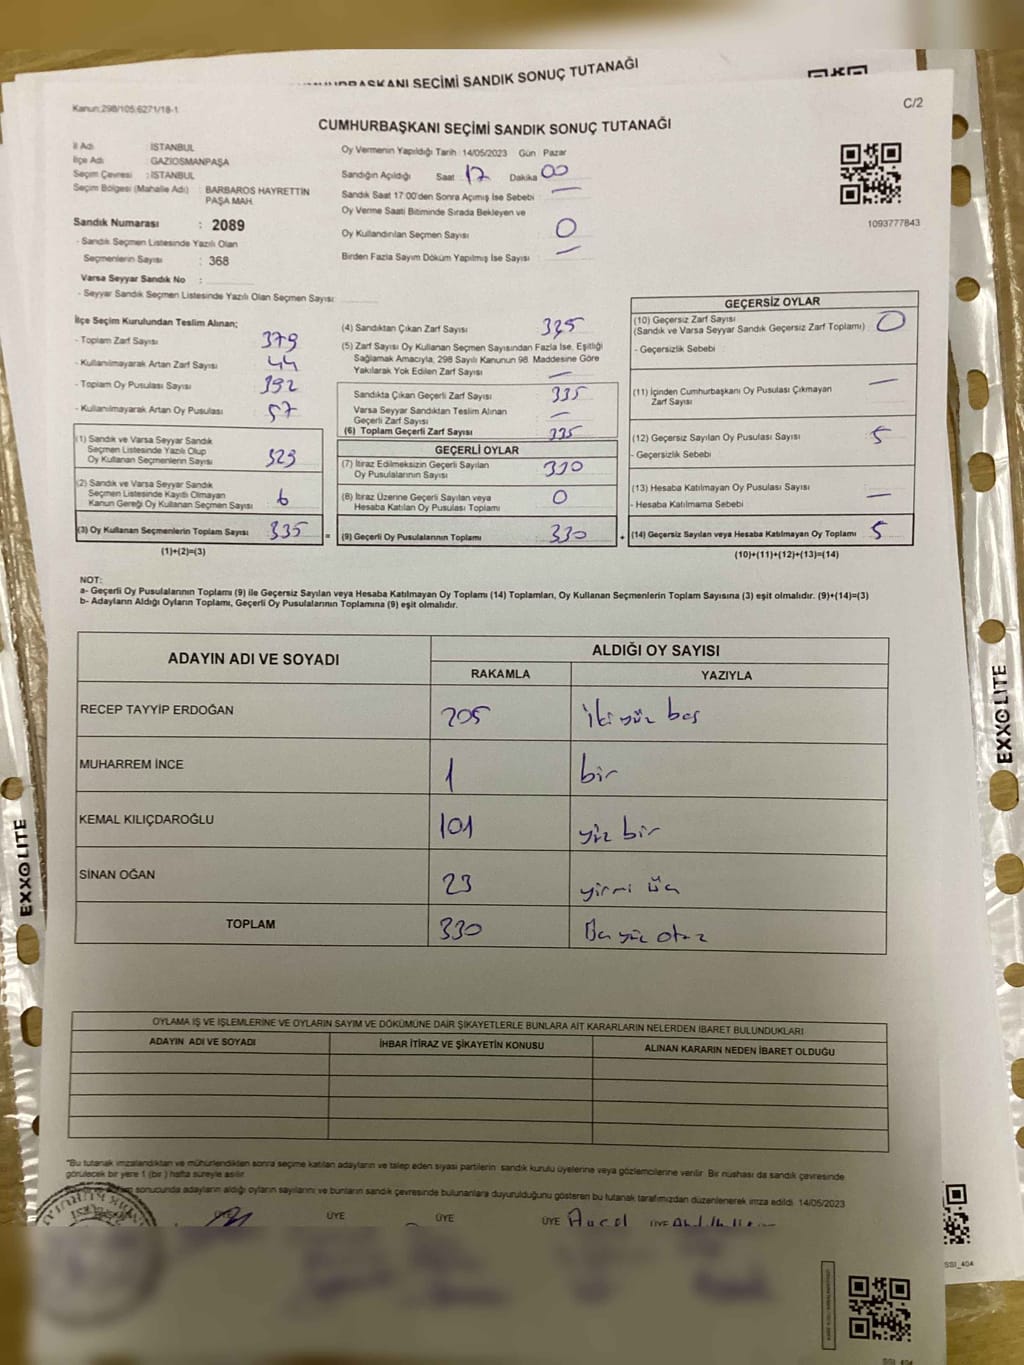 CUMHURBAŞKANI SEÇİMİ SANDIK SONUÇ TUTANAĞI
Kanun:298/105,6271/18-1
C/2
CUMHURBAŞKANI SEÇİMİ SANDIK SONUÇ TUTANAĞI
İl Adı : İSTANBUL
İlçe Adı : GAZİOSMANPAŞA
Seçim Çevresi : İSTANBUL
Seçim Bölgesi (Mahalle Adı) : BARBAROS HAYRETTİN PAŞA MAH.
Sandık Numarası : 2089
- Sandık Seçmen Listesinde Yazılı Olan
Seçmenlerin Sayısı : 368
Varsa Seyyar Sandık No :
- Seyyar Sandık Seçmen Listesinde Yazılı Olan Seçmen Sayısı:
Oy Vermenin Yapıldığı Tarih :14/05/2023 Gün : Pazar
Sandığın Açıldığı Saat : 17 Dakika : 00
Sandık Saat 17:00'den Sonra Açımış İse Sebebi : —
Oy Verme Saati Bitiminde Sırada Bekleyen ve
Oy Kullandırılan Seçmen Sayısı : 0
Birden Fazla Sayım Döküm Yapılmış İse Sayısı : —
1093777843
İlçe Seçim Kurulundan Teslim Alınan;
- Toplam Zarf Sayısı : 379
- Kullanılmayarak Artan Zarf Sayısı : 44
- Toplam Oy Pusulası Sayısı : 392
- Kullanılmayarak Artan Oy Pusulası : 57
(1) Sandık ve Varsa Seyyar Sandık
Seçmen Listesinde Yazılı Olup
Oy Kullanan Seçmenlerin Sayısı : 329
(2) Sandık ve Varsa Seyyar Sandık
Seçmen Listesinde Kayıtlı Olmayan
Kanun Gereği Oy Kullanan Seçmen Sayısı : 6
(3) Oy Kullanan Seçmenlerin Toplam Sayısı : 335
(1)+(2)=(3)
(4) Sandıktan Çıkan Zarf Sayısı : 335
(5) Zarf Sayısı Oy Kullanan Seçmen Sayısından Fazla İse, Eşitliği
Sağlamak Amacıyla, 298 Sayılı Kanunun 98. Maddesine Göre
Yakılarak Yok Edilen Zarf Sayısı : —
Sandıkta Çıkan Geçerli Zarf Sayısı : 335
Varsa Seyyar Sandıktan Teslim Alınan
Geçerli Zarf Sayısı : —
(6) Toplam Geçerli Zarf Sayısı : 335
GEÇERLİ OYLAR
(7) İtiraz Edilmeksizin Geçerli Sayılan
Oy Pusulalarının Sayısı : 330
(8) İtiraz Üzerine Geçerli Sayılan veya
Hesaba Katılan Oy Pusulası Toplamı : 0
= (9) Geçerli Oy Pusulalarının Toplamı : 330 +
GEÇERSİZ OYLAR
(10) Geçersiz Zarf Sayısı : 0
(Sandık ve Varsa Seyyar Sandık Geçersiz Zarf Toplamı)
- Geçersizlik Sebebi :
(11) İçinden Cumhurbaşkanı Oy Pusulası Çıkmayan
Zarf Sayısı : —
(12) Geçersiz Sayılan Oy Pusulası Sayısı : 5
- Geçersizlik Sebebi :
(13) Hesaba Katılmayan Oy Pusulası Sayısı : —
- Hesaba Katılmama Sebebi :
(14) Geçersiz Sayılan veya Hesaba Katılmayan Oy Toplamı : 5
(10)+(11)+(12)+(13)=(14)
NOT:
a- Geçerli Oy Pusulalarının Toplamı (9) ile Geçersiz Sayılan veya Hesaba Katılmayan Oy Toplamı (14) Toplamları, Oy Kullanan Seçmenlerin Toplam Sayısına (3) eşit olmalıdır. (9)+(14)=(3)
b- Adayların Aldığı Oyların Toplamı, Geçerli Oy Pusulalarının Toplamına (9) eşit olmalıdır.
ADAYIN ADI VE SOYADI ALDIĞI OY SAYISI
RAKAMLA YAZIYLA
RECEP TAYYİP ERDOĞAN 205 iki yüz beş
MUHARREM İNCE 1 bir
KEMAL KILIÇDAROĞLU 101 yüz bir
SİNAN OĞAN 23 yirmi üç
TOPLAM 330 yüz otuz
OYLAMA İŞ VE İŞLEMLERİNE VE OYLARIN SAYIM VE DÖKÜMÜNE DAİR ŞİKAYETLERLE BUNLARA AİT KARARLARIN NELERDEN İBARET BULUNDUKLARI
ADAYIN ADI VE SOYADI İHBAR İTİRAZ VE ŞİKAYETİN KONUSU ALINAN KARARIN NEDEN İBARET OLDUĞU
"Bu tutanak imzalandıktan ve mühürlendikten sonra seçime katılan adayların ve talep eden siyasi partilerin sandık kurulu üyelerine veya gözlemcilerine verilir. Bir nüshası da sandık çevresinde
görülecek bir yere 1 (bir) hafta süreyle asılır.
sonucunda adayların aldığı oyların sayılarını ve bunların sandık çevresinde bulunanlara duyurulduğunu gösteren bu tutanak tarafımızdan düzenlenerek imza edildi. 14/05/2023
ÜYE ÜYE ÜYE ÜYE ÜYE
EXXOLITE
EXXOLITE
SSI_404
SSI_404